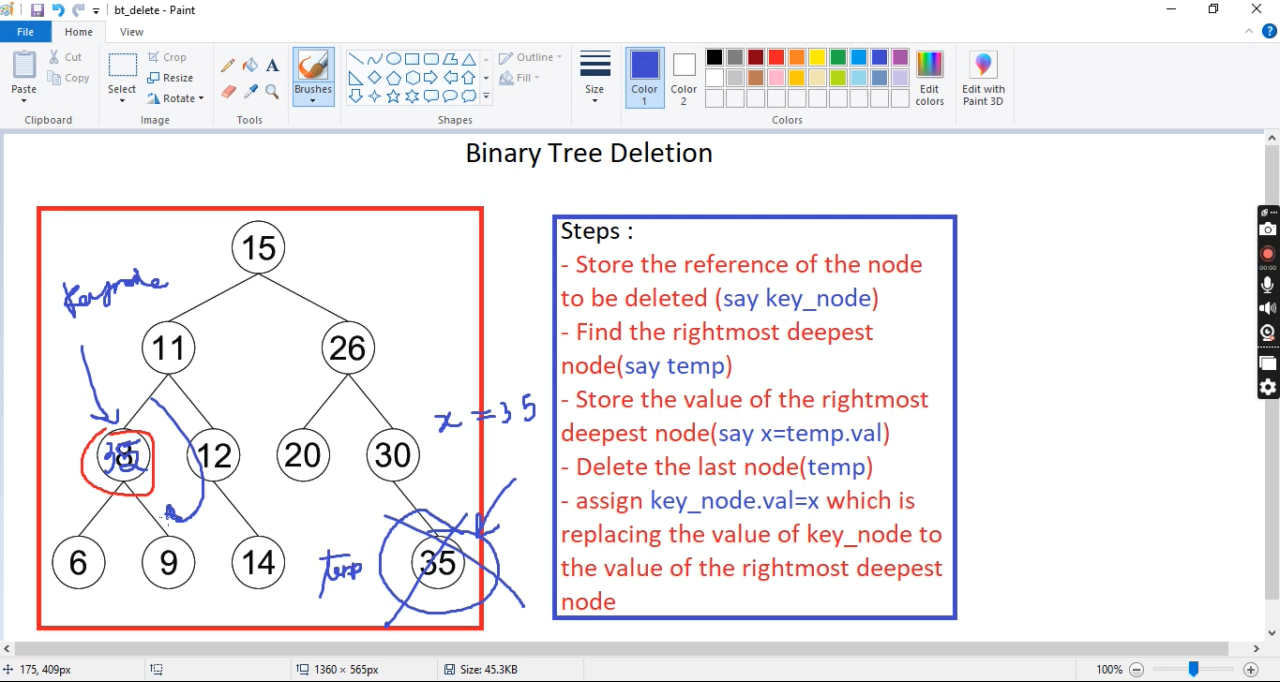 bt_delete - Paint
File
Home
View
Paste
Cut
Copy
Clipboard
Select
Crop
Resize
Rotate
Image
A
Tools
Brushes
Outline
Fill
Shapes
Size
Color
1
Color
2
Edit
colors
Edit with
Paint 3D
Colors
Binary Tree Deletion
15
Keynode
11
26
x = 35
8
12
20
30
6
9
14
Temp
35
Steps :
- Store the reference of the node
to be deleted (say key_node)
- Find the rightmost deepest
node(say temp)
- Store the value of the rightmost
deepest node(say x=temp.val)
- Delete the last node(temp)
- assign key_node.val=x which is
replacing the value of key_node to
the value of the rightmost deepest
node
00:00
175, 409px
1360 × 565px
Size: 45.3KB
100%